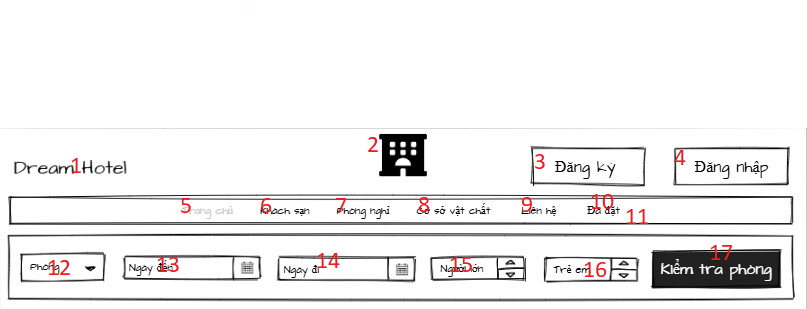 2
Dream Hotel
1
3
Đăng ký
4
Đăng nhập
5
Trang chủ
6
Khách sạn
7
Phòng nghỉ
8
Cơ sở vật chất
9
Liên hệ
10
Đã đặt
11
12
Phòng
13
Ngày đến
14
Ngày đi
15
Người lớn
16
Trẻ em
17
Kiểm tra phòng